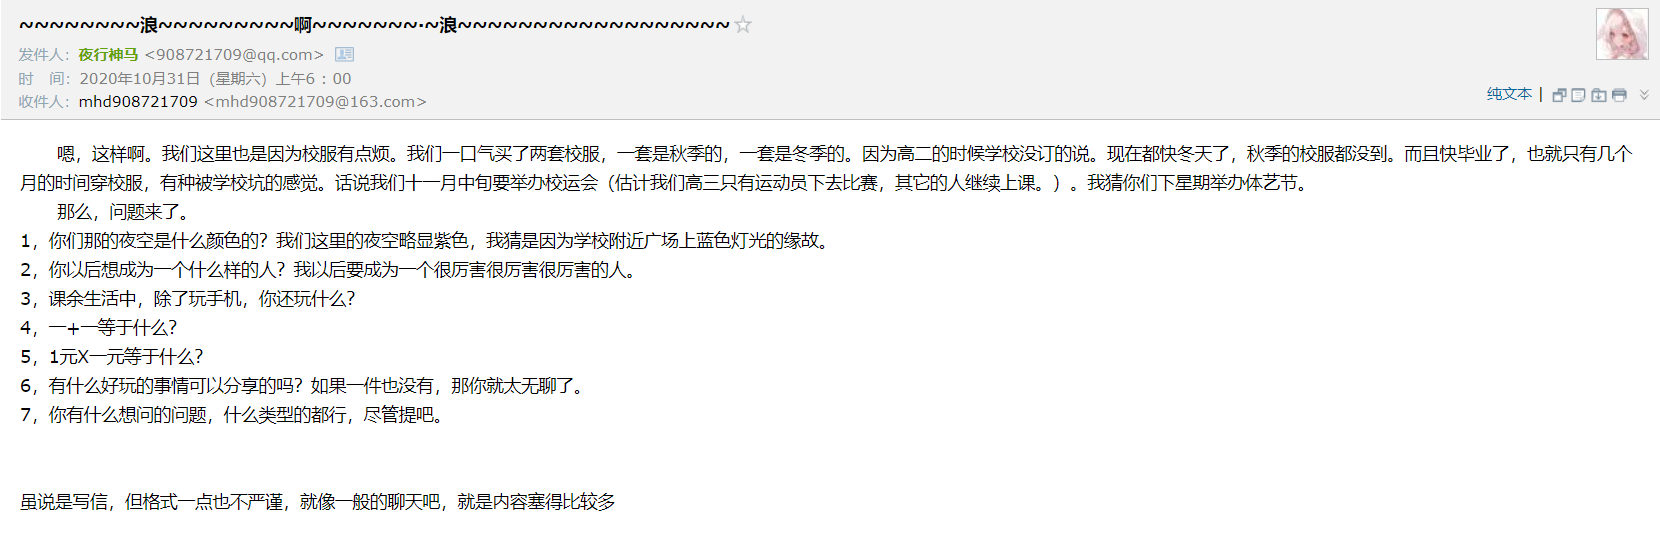 ~~~~~~~~浪~~~~~~~~~啊~~~~~~~·~浪~~~~~~~~~~~~~~~~~~
发件人：夜行神马 <908721709@qq.com>
时　间：2020年10月31日（星期六）上午6：00
收件人：mhd908721709 <mhd908721709@163.com>
纯文本 |
嗯，这样啊。我们这里也是因为校服有点烦。我们一口气买了两套校服，一套是秋季的，一套是冬季的。因为高二的时候学校没订的说。现在都快冬天了，秋季的校服都没到。而且快毕业了，也就只有几个
月的时间穿校服，有种被学校坑的感觉。话说我们十一月中旬要举办校运会（估计我们高三只有运动员下去比赛，其它的人继续上课。）。我猜你们下星期举办体艺节。
那么，问题来了。
1，你们那的夜空是什么颜色的？我们这里的夜空略显紫色，我猜是因为学校附近广场上蓝色灯光的缘故。
2，你以后想成为一个什么样的人？我以后要成为一个很厉害很厉害很厉害的人。
3，课余生活中，除了玩手机，你还玩什么？
4，一+一等于什么？
5，1元X一元等于什么？
6，有什么好玩的事情可以分享的吗？如果一件也没有，那你就太无聊了。
7，你有什么想问的问题，什么类型的都行，尽管提吧。
虽说是写信，但格式一点也不严谨，就像一般的聊天吧，就是内容塞得比较多